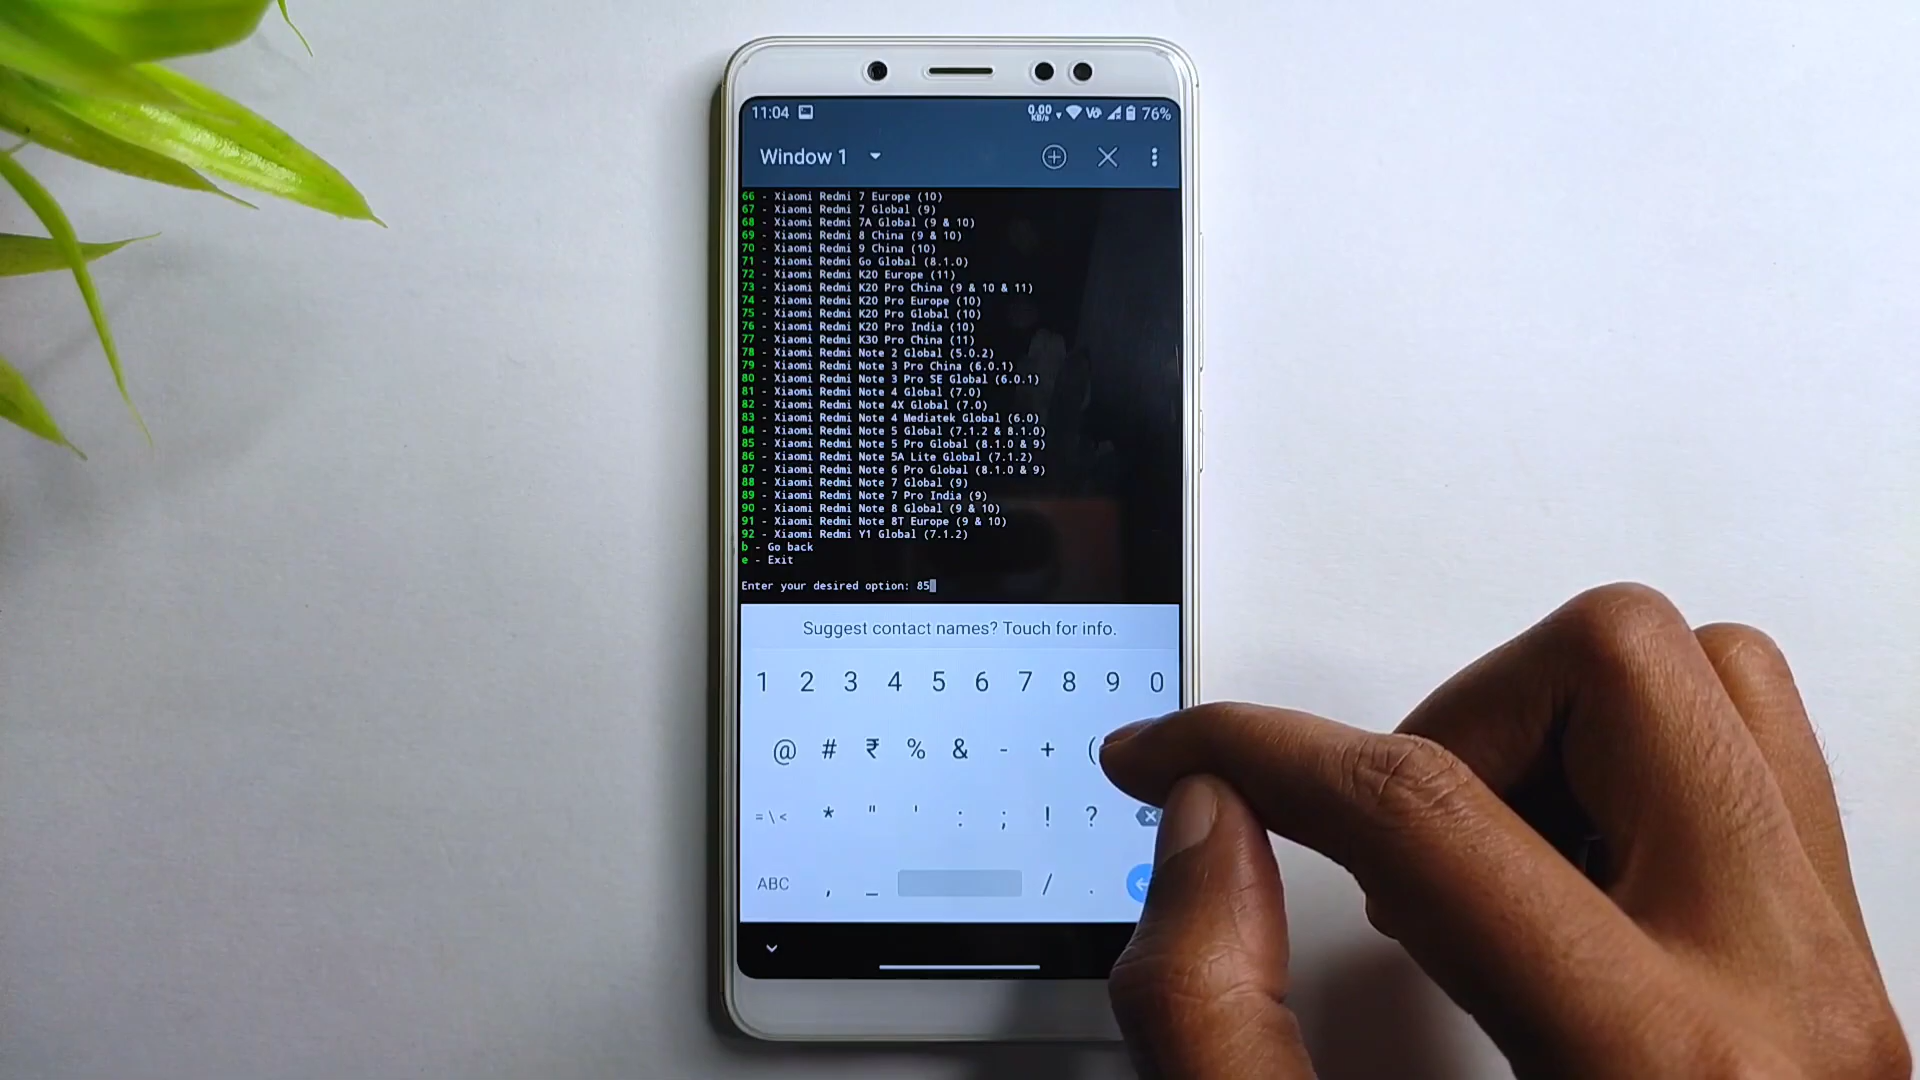 11:04 0.00 KB/s VoD 76%
Window 1
66 - Xiaomi Redmi 7 Europe (10)
67 - Xiaomi Redmi 7 Global (9)
68 - Xiaomi Redmi 7A Global (9 & 10)
69 - Xiaomi Redmi 8 China (9 & 10)
70 - Xiaomi Redmi 9 China (10)
71 - Xiaomi Redmi Go Global (8.1.0)
72 - Xiaomi Redmi K20 Europe (11)
73 - Xiaomi Redmi K20 Pro China (9 & 10 & 11)
74 - Xiaomi Redmi K20 Pro Europe (10)
75 - Xiaomi Redmi K20 Pro Global (10)
76 - Xiaomi Redmi K20 Pro India (10)
77 - Xiaomi Redmi K30 Pro China (11)
78 - Xiaomi Redmi Note 2 Global (5.0.2)
79 - Xiaomi Redmi Note 3 Pro China (6.0.1)
80 - Xiaomi Redmi Note 3 Pro SE Global (6.0.1)
81 - Xiaomi Redmi Note 4 Global (7.0)
82 - Xiaomi Redmi Note 4X Global (7.0)
83 - Xiaomi Redmi Note 4 Mediatek Global (6.0)
84 - Xiaomi Redmi Note 5 Global (7.1.2 & 8.1.0)
85 - Xiaomi Redmi Note 5 Pro Global (8.1.0 & 9)
86 - Xiaomi Redmi Note 5A Lite Global (7.1.2)
87 - Xiaomi Redmi Note 6 Pro Global (8.1.0 & 9)
88 - Xiaomi Redmi Note 7 Global (9)
89 - Xiaomi Redmi Note 7 Pro India (9)
90 - Xiaomi Redmi Note 8 Global (9 & 10)
91 - Xiaomi Redmi Note 8T Europe (9 & 10)
92 - Xiaomi Redmi Y1 Global (7.1.2)
b - Go back
e - Exit
Enter your desired option: 85
Suggest contact names? Touch for info.
1 2 3 4 5 6 7 8 9 0
@ # ₹ % & - + (
= \ < * " ' : ; ! ?
ABC , _ / .